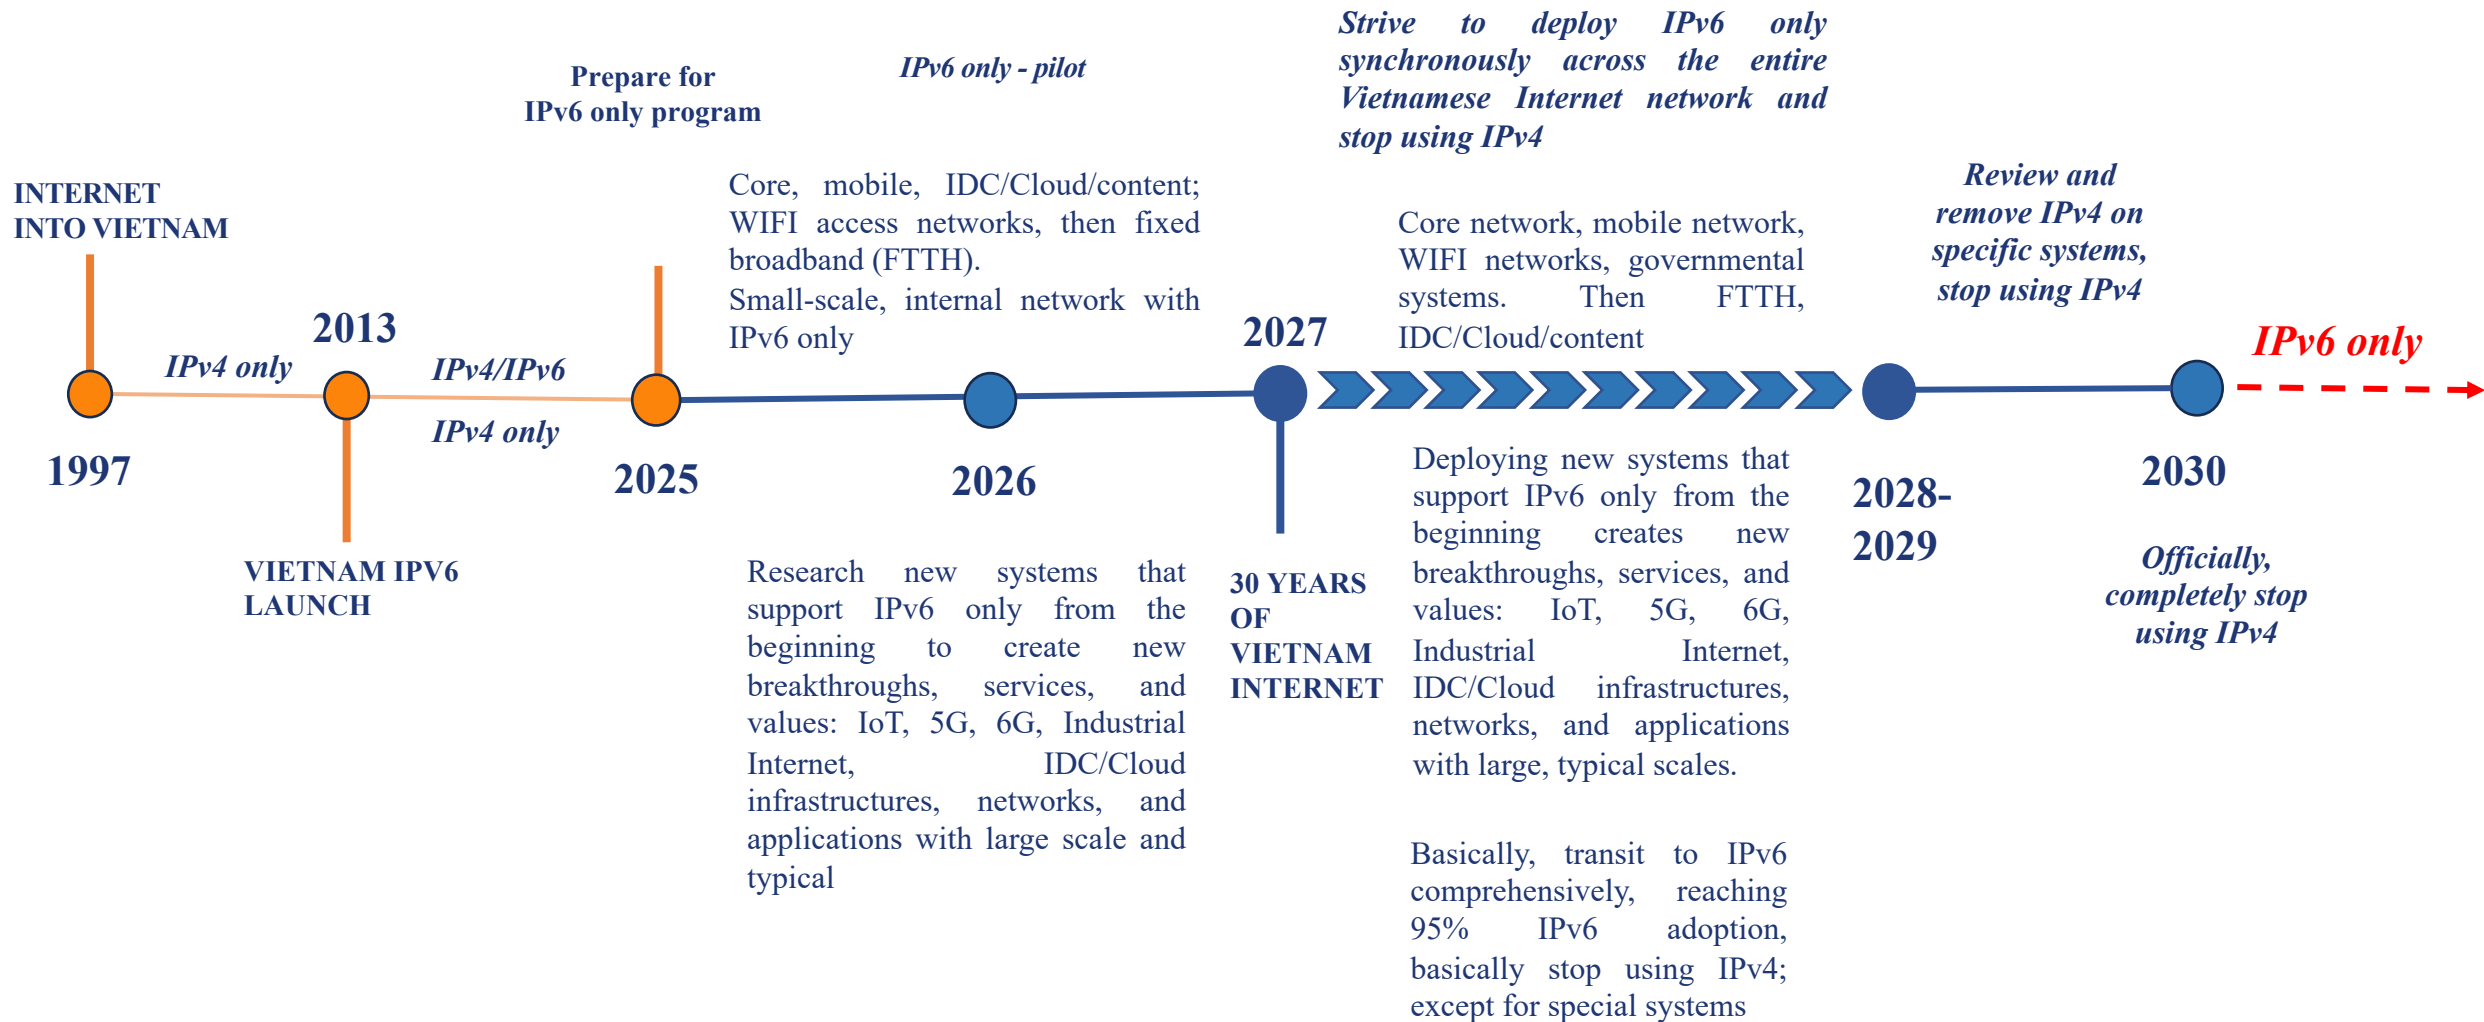 INTERNET
INTO VIETNAM
1997
IPv4 only
2013
VIETNAM IPV6
LAUNCH
IPv4/IPv6
IPv4 only
Prepare for
IPv6 only program
2025
IPv6 only - pilot
Core, mobile, IDC/Cloud/content;
WIFI access networks, then fixed
broadband (FTTH).
Small-scale, internal network with
IPv6 only
2026
Research new systems that
support IPv6 only from the
beginning to create new
breakthroughs, services, and
values: IoT, 5G, 6G, Industrial
Internet, IDC/Cloud
infrastructures, networks, and
applications with large scale and
typical
2027
30 YEARS
OF
VIETNAM
INTERNET
Strive to deploy IPv6 only
synchronously across the entire
Vietnamese Internet network and
stop using IPv4
Core network, mobile network,
WIFI networks, governmental
systems. Then FTTH,
IDC/Cloud/content
Deploying new systems that
support IPv6 only from the
beginning creates new
breakthroughs, services, and
values: IoT, 5G, 6G,
Industrial Internet,
IDC/Cloud infrastructures,
networks, and applications
with large, typical scales.
Basically, transit to IPv6
comprehensively, reaching
95% IPv6 adoption,
basically stop using IPv4;
except for special systems
2028-
2029
Review and
remove IPv4 on
specific systems,
stop using IPv4
2030
Officially,
completely stop
using IPv4
IPv6 only